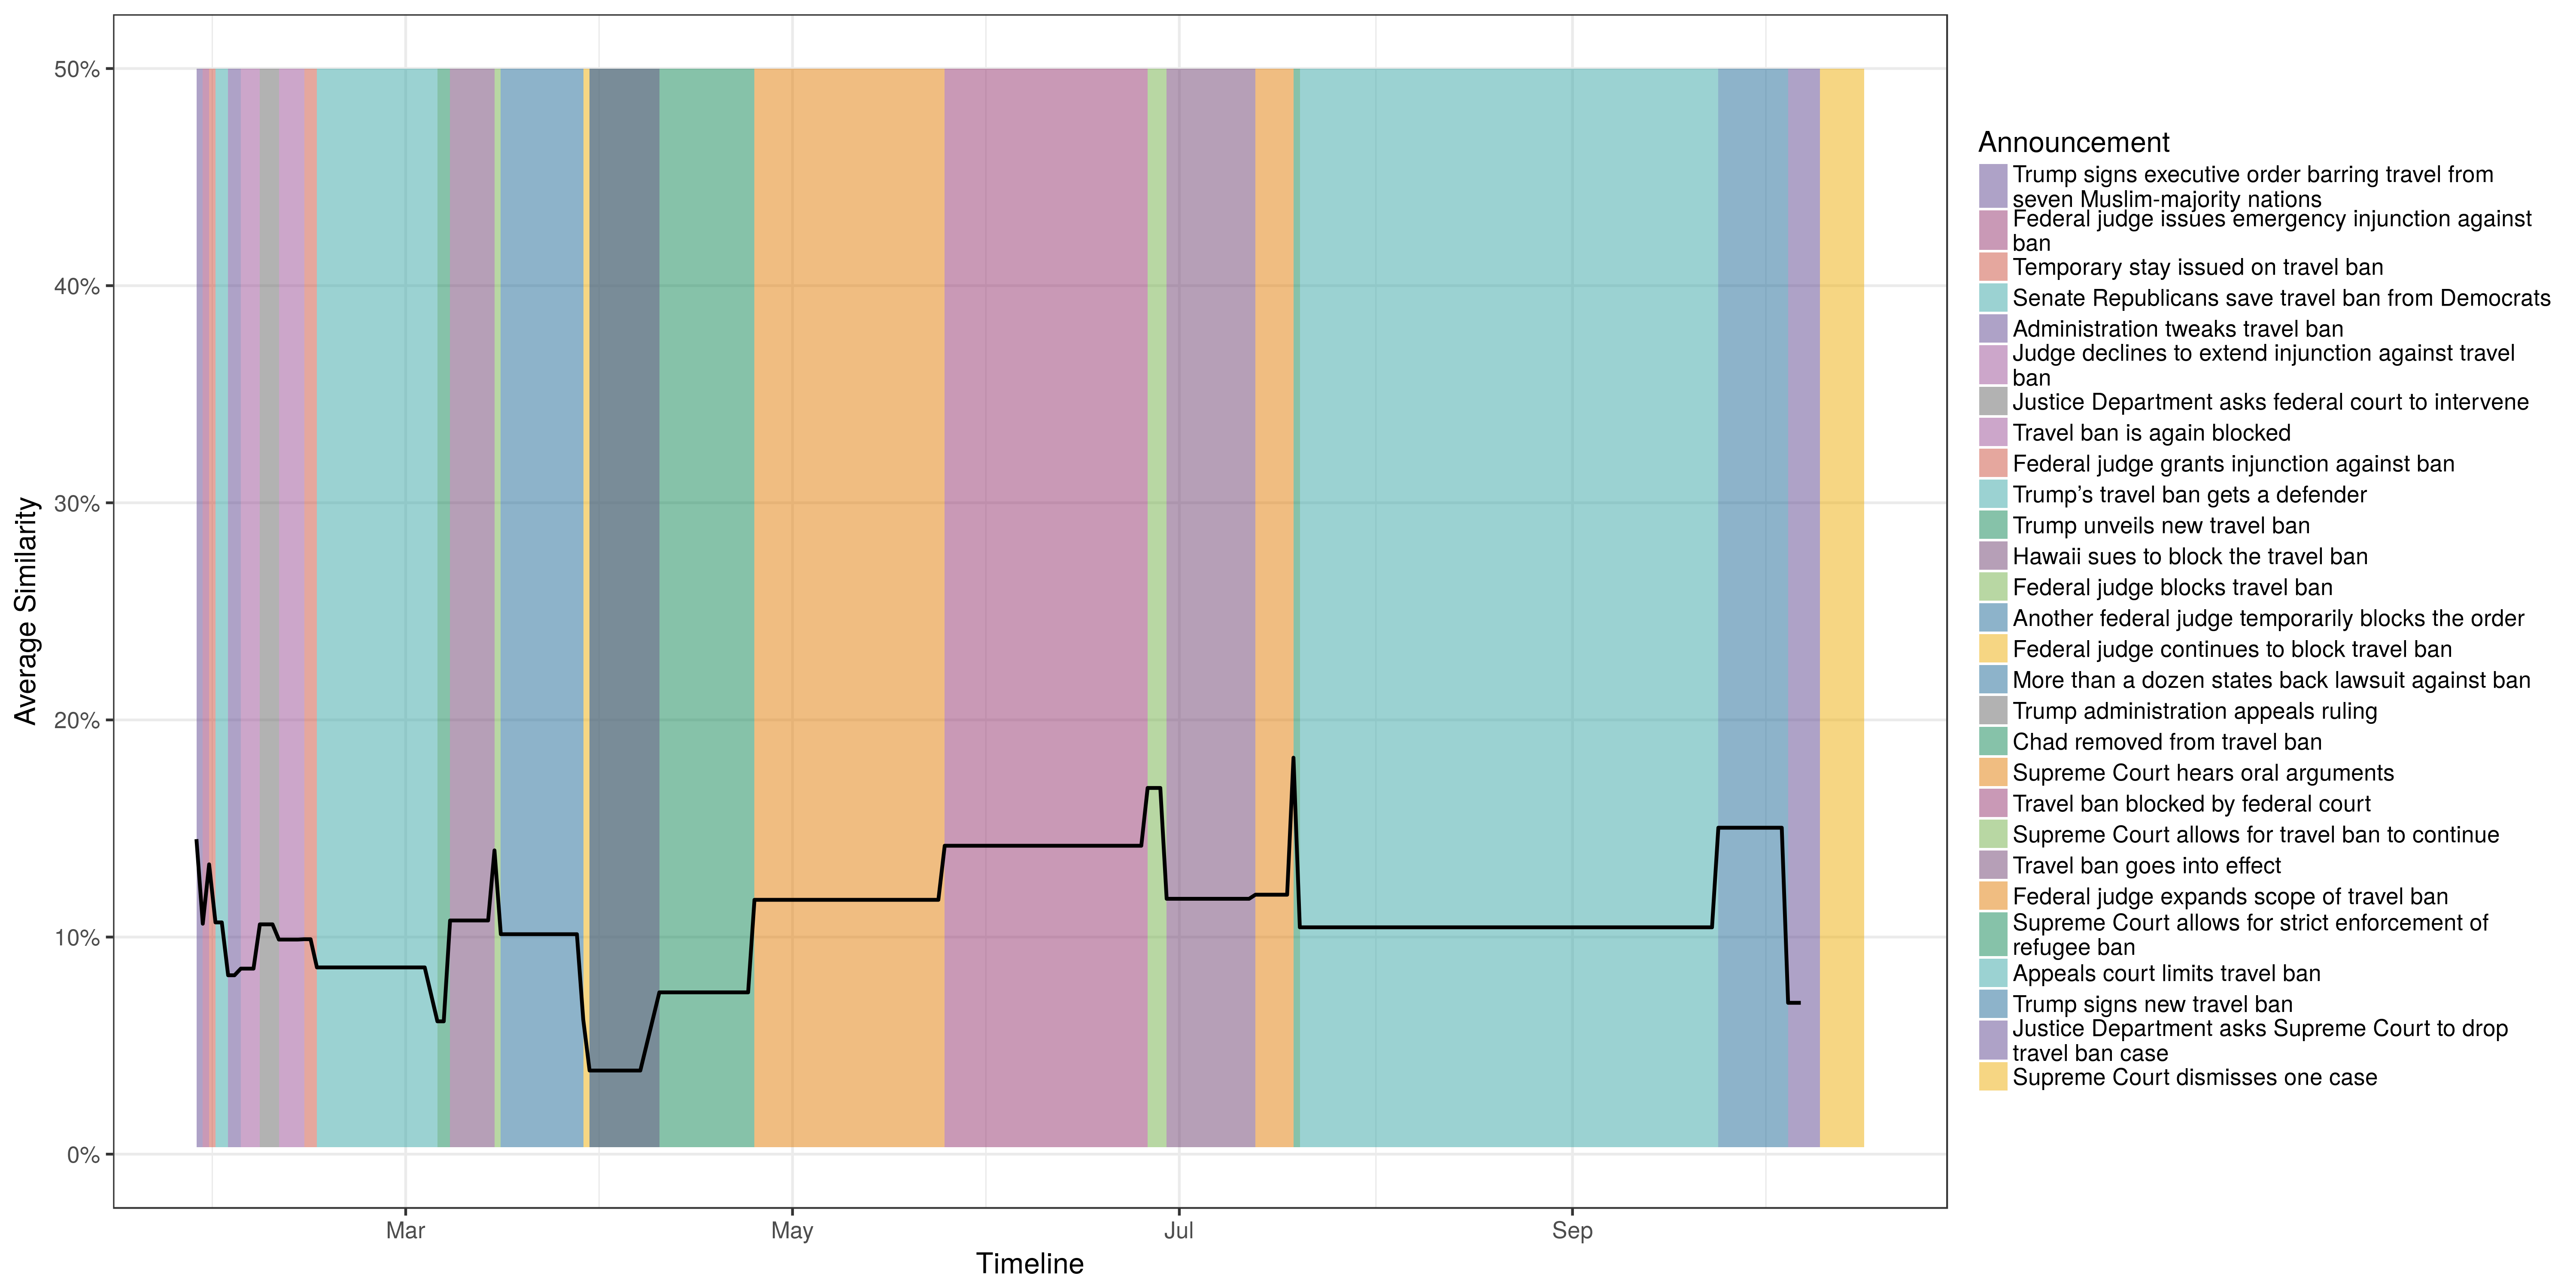 50%
40%
30%
20%
10%
0%
Average Similarity
Mar
May
Jul
Sep
Timeline
Announcement
Trump signs executive order barring travel from
seven Muslim-majority nations
Federal judge issues emergency injunction against
ban
Temporary stay issued on travel ban
Senate Republicans save travel ban from Democrats
Administration tweaks travel ban
Judge declines to extend injunction against travel
ban
Justice Department asks federal court to intervene
Travel ban is again blocked
Federal judge grants injunction against ban
Trump’s travel ban gets a defender
Trump unveils new travel ban
Hawaii sues to block the travel ban
Federal judge blocks travel ban
Another federal judge temporarily blocks the order
Federal judge continues to block travel ban
More than a dozen states back lawsuit against ban
Trump administration appeals ruling
Chad removed from travel ban
Supreme Court hears oral arguments
Travel ban blocked by federal court
Supreme Court allows for travel ban to continue
Travel ban goes into effect
Federal judge expands scope of travel ban
Supreme Court allows for strict enforcement of
refugee ban
Appeals court limits travel ban
Trump signs new travel ban
Justice Department asks Supreme Court to drop
travel ban case
Supreme Court dismisses one case